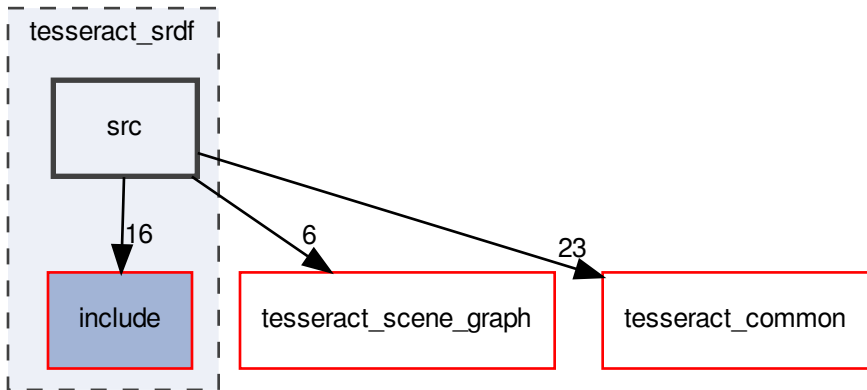 tesseract_srdf
src
16
6
23
include
tesseract_scene_graph
tesseract_common